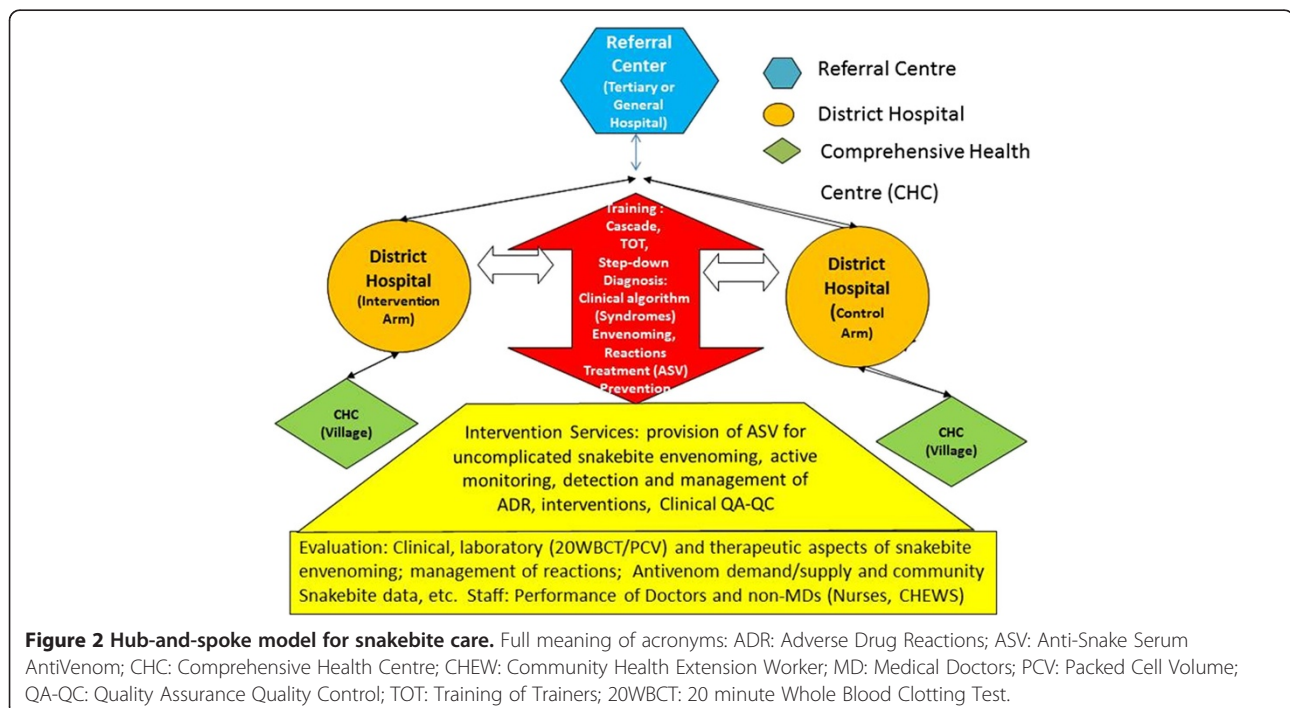 Referral
Center
(Tertiary or
General
Hospital)
Referral Centre
District Hospital
Comprehensive Health
Centre (CHC)
District
Hospital
(Intervention
Arm)
Training :
Cascade,
TOT,
Step-down
Diagnosis:
Clinical algorithm
(Syndromes)
Envenoming,
Reactions
Treatment (ASV)
Prevention
District
Hospital
(Control
Arm)
CHC
(Village)
CHC
(Village)
Intervention Services: provision of ASV for
uncomplicated snakebite envenoming, active
monitoring, detection and management of
ADR, interventions, Clinical QA-QC
Evaluation: Clinical, laboratory (20WBCT/PCV) and therapeutic aspects of snakebite
envenoming; management of reactions; Antivenom demand/supply and community
Snakebite data, etc. Staff: Performance of Doctors and non-MDs (Nurses, CHEWS)
Figure 2 Hub-and-spoke model for snakebite care. Full meaning of acronyms: ADR: Adverse Drug Reactions; ASV: Anti-Snake Serum
AntiVenom; CHC: Comprehensive Health Centre; CHEW: Community Health Extension Worker; MD: Medical Doctors; PCV: Packed Cell Volume;
QA-QC: Quality Assurance Quality Control; TOT: Training of Trainers; 20WBCT: 20 minute Whole Blood Clotting Test.